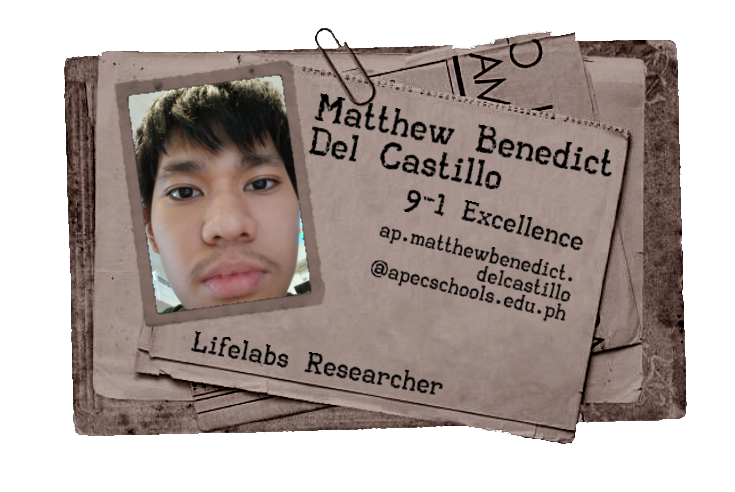 Matthew Benedict
Del Castillo
9-1 Excellence
ap.matthewbenedict.
delcastillo
@apecschools.edu.ph
Lifelabs Researcher